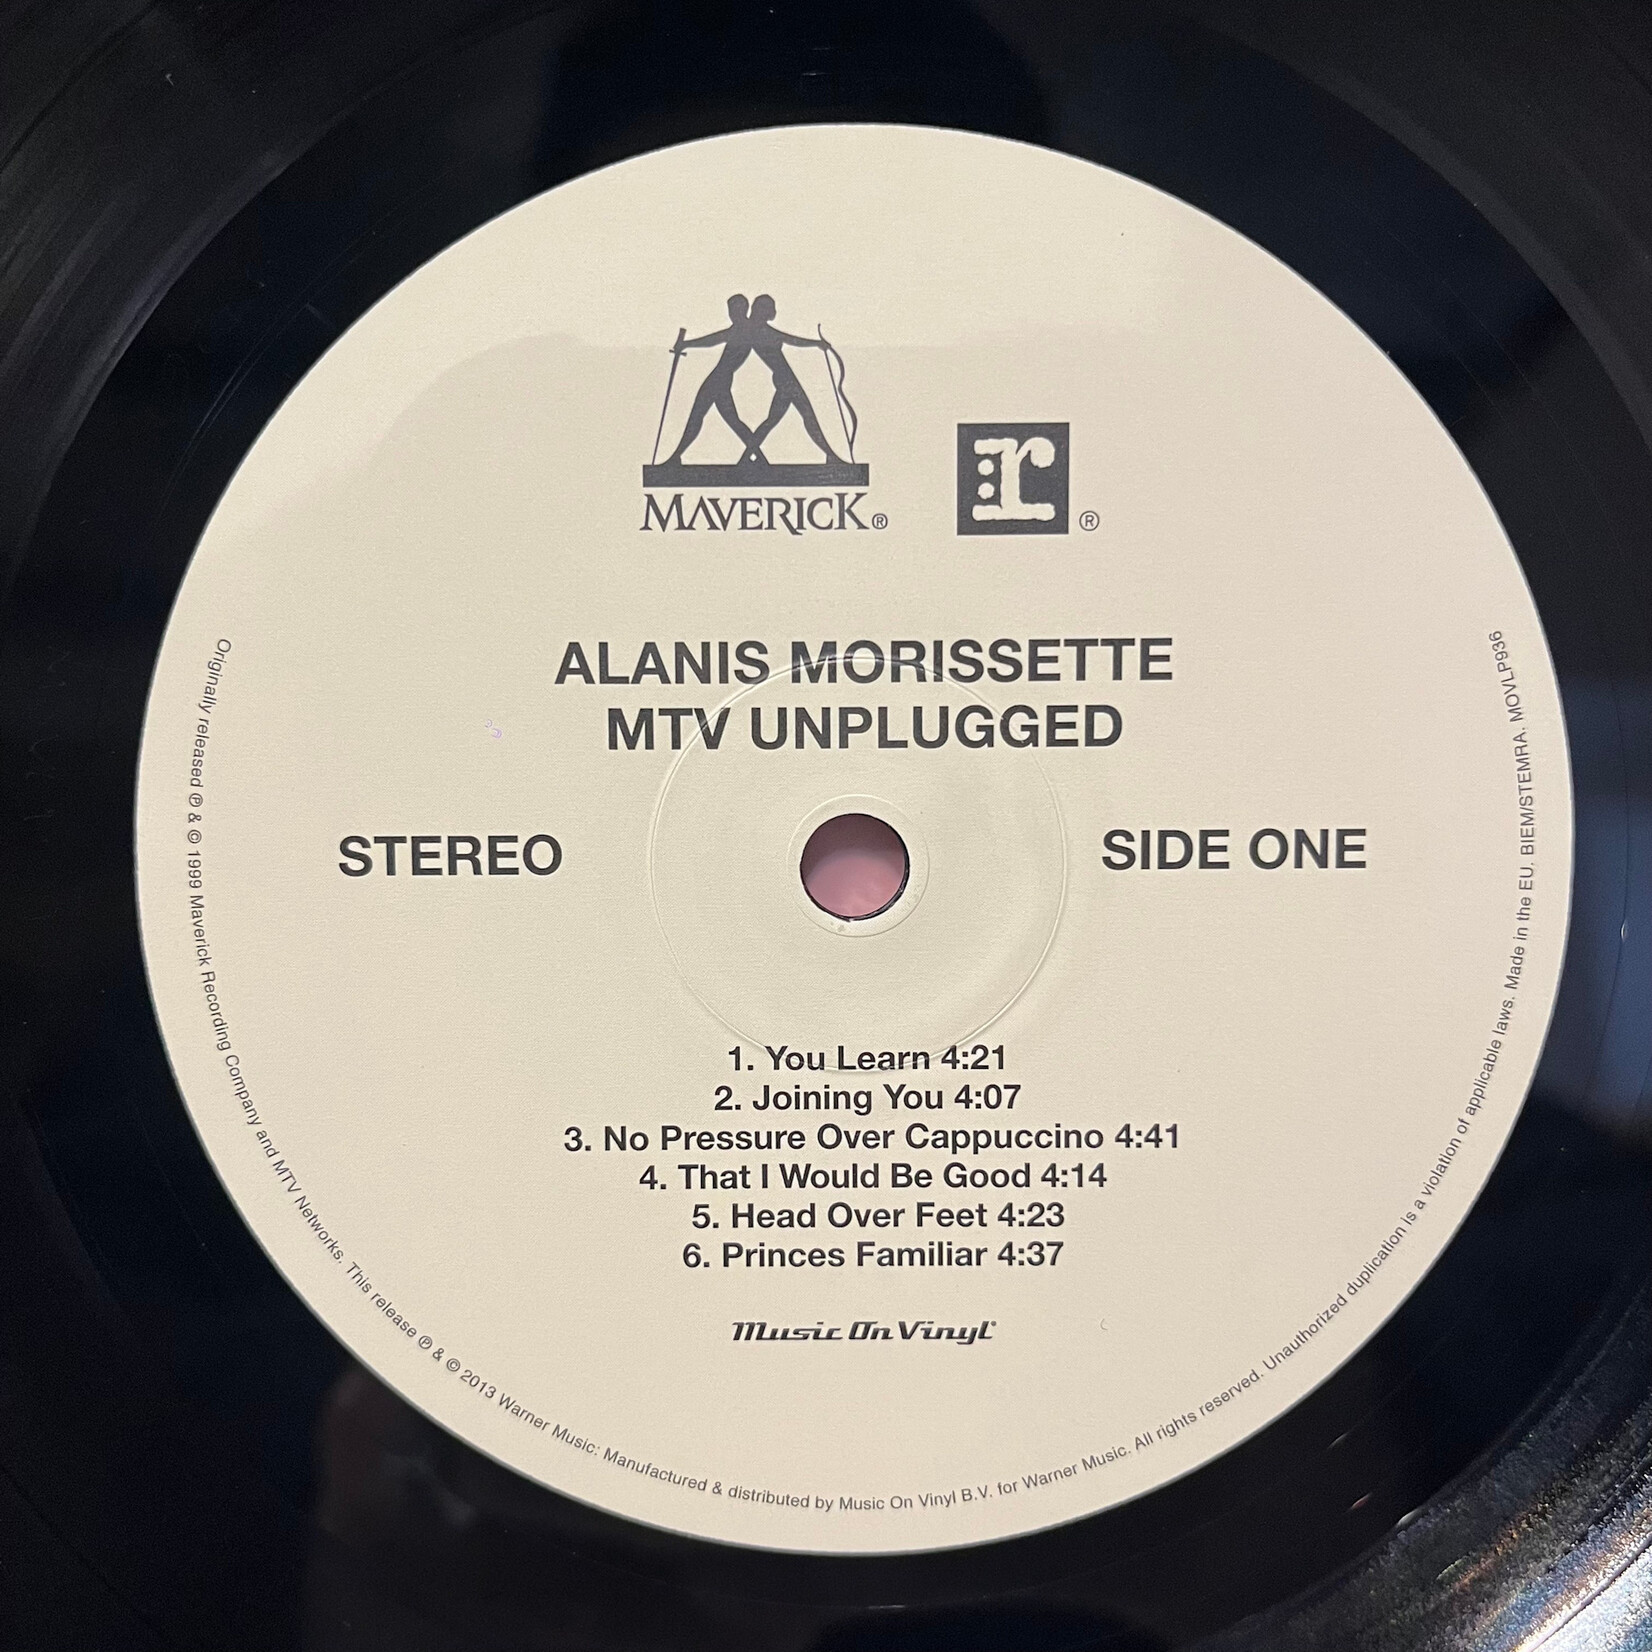 MAVERICK®
r ®
ALANIS MORISSETTE
MTV UNPLUGGED
STEREO
SIDE ONE
1. You Learn 4:21
2. Joining You 4:07
3. No Pressure Over Cappuccino 4:41
4. That I Would Be Good 4:14
5. Head Over Feet 4:23
6. Princes Familiar 4:37
Music On Vinyl®
Originally released ℗ & © 1999 Maverick Recording Company and MTV Networks. This release ℗ & © 2013 Warner Music: Manufactured & distributed by Music On Vinyl B.V. for Warner Music. All rights reserved. Unauthorized duplication is a violation of applicable laws. Made in the EU. BIEM/STEMRA. MOVLP936